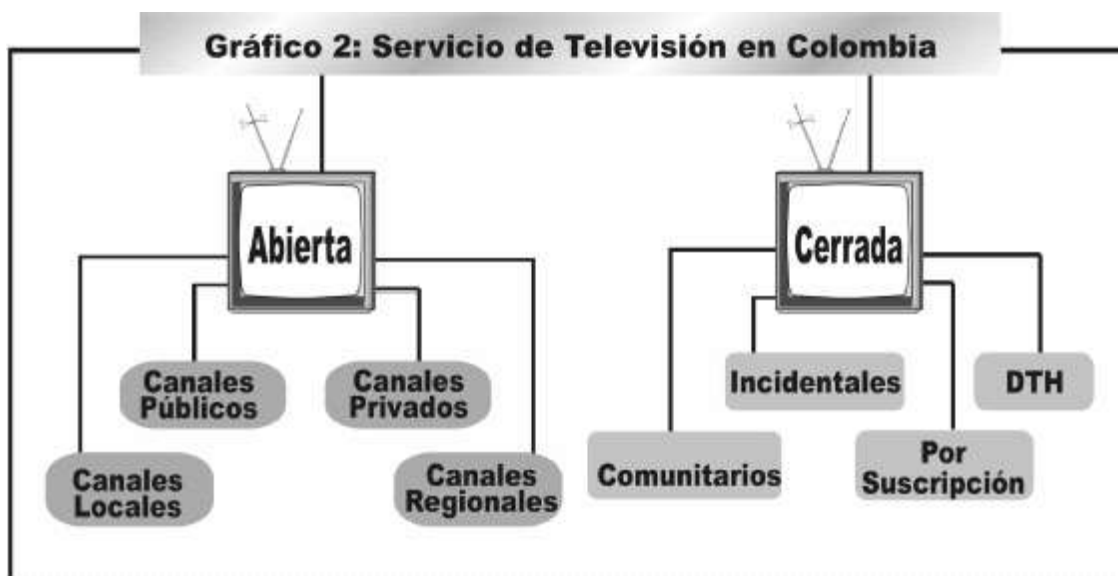 Gráfico 2: Servicio de Televisión en Colombia
Abierta
Canales
Públicos
Canales
Privados
Canales
Locales
Canales
Regionales
Cerrada
Incidentales
DTH
Comunitarios
Por
Suscripción